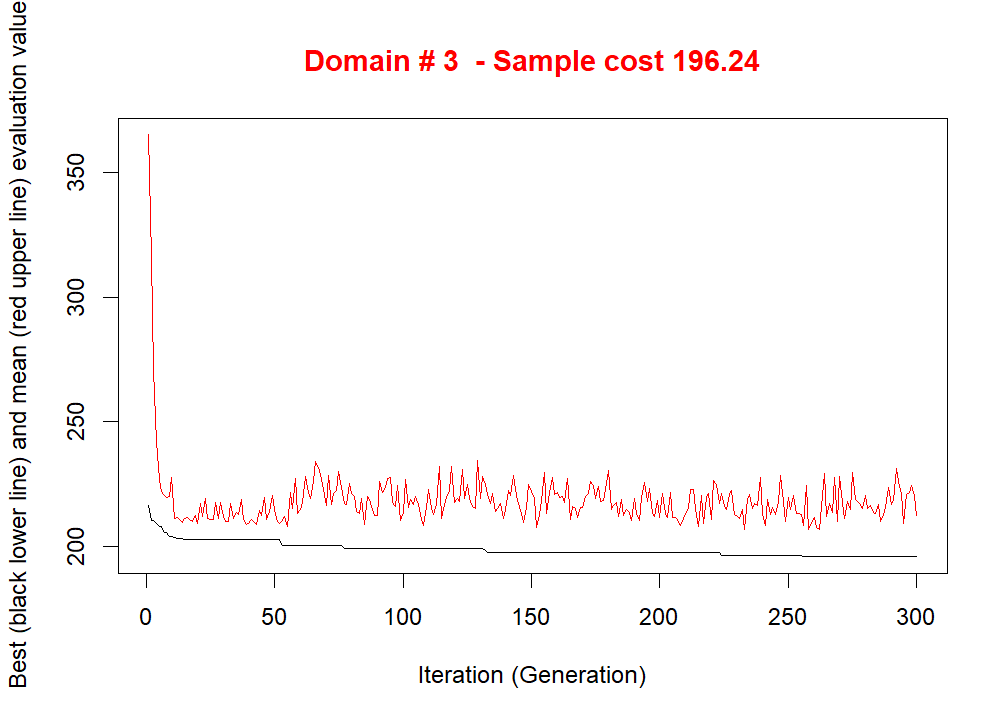 Domain # 3  - Sample cost 196.24
Best (black lower line) and mean (red upper line) evaluation value
350
300
250
200
0 50 100 150 200 250 300
Iteration (Generation)